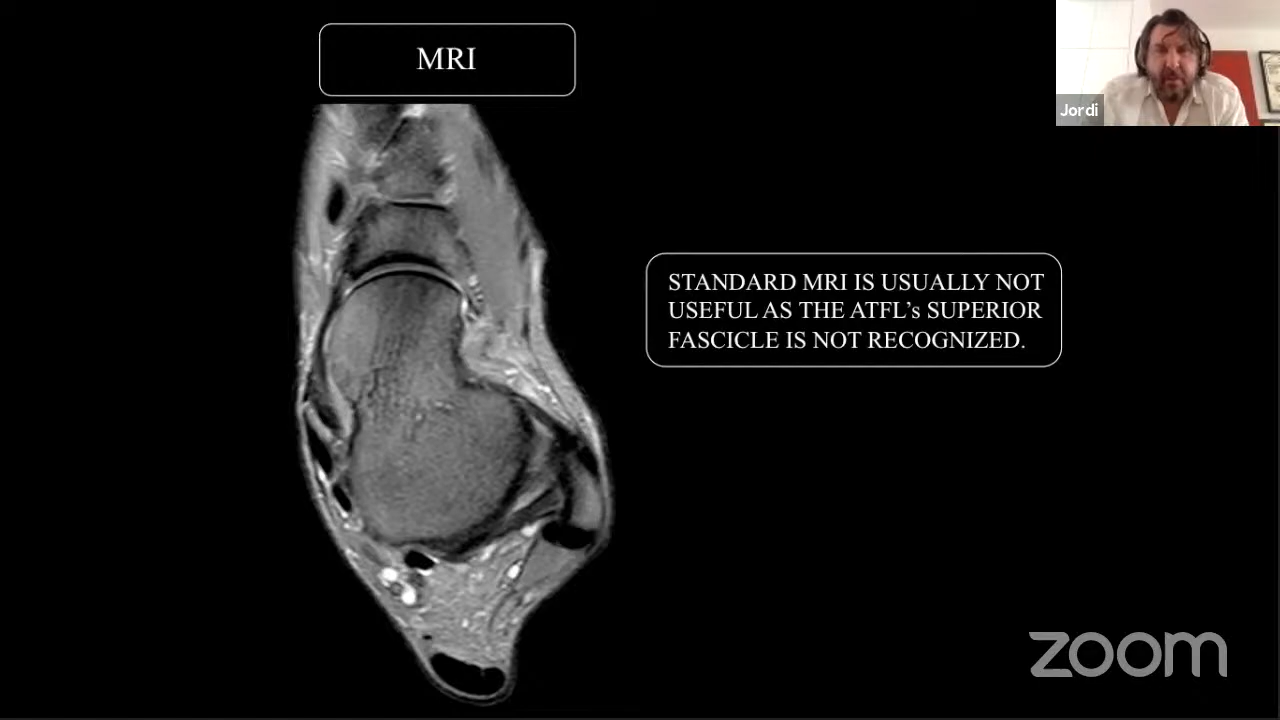 MRI
Jordi
STANDARD MRI IS USUALLY NOT
USEFUL AS THE ATFL’s SUPERIOR
FASCICLE IS NOT RECOGNIZED.
zoom